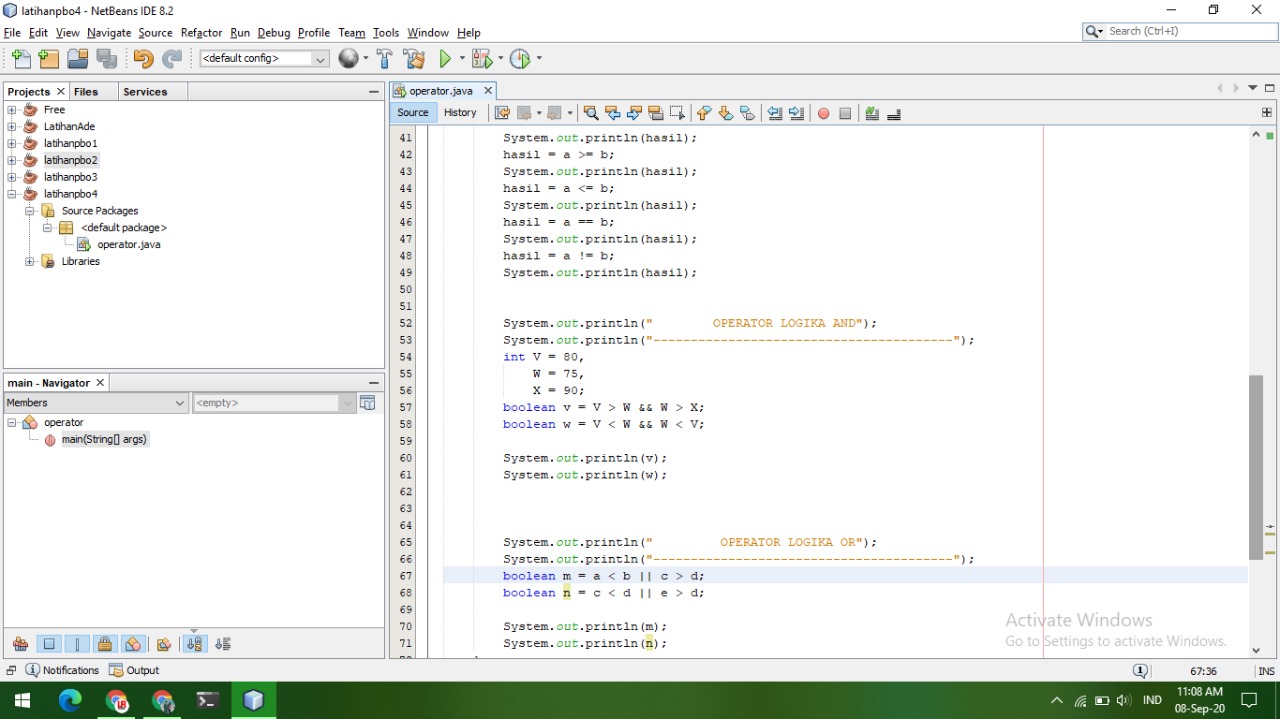 latihanpbo4 - NetBeans IDE 8.2
File Edit View Navigate Source Refactor Run Debug Profile Team Tools Window Help
Search (Ctrl+I)
<default config>
Projects Files Services
Free
LatihanAde
latihanpbo1
latihanpbo2
latihanpbo3
latihanpbo4
Source Packages
<default package>
operator.java
Libraries
main - Navigator
Members <empty>
operator
main(String[] args)
operator.java
Source History
41 System.out.println(hasil);
42 hasil = a >= b;
43 System.out.println(hasil);
44 hasil = a <= b;
45 System.out.println(hasil);
46 hasil = a == b;
47 System.out.println(hasil);
48 hasil = a != b;
49 System.out.println(hasil);
50
51
52 System.out.println("        OPERATOR LOGIKA AND");
53 System.out.println("----------------------------------------");
54 int V = 80,
55 W = 75,
56 X = 90;
57 boolean v = V > W && W > X;
58 boolean w = V < W && W < V;
59
60 System.out.println(v);
61 System.out.println(w);
62
63
64
65 System.out.println("         OPERATOR LOGIKA OR");
66 System.out.println("----------------------------------------");
67 boolean m = a < b || c > d;
68 boolean n = c < d || e > d;
69
70 System.out.println(m);
71 System.out.println(n);
Activate Windows
Go to Settings to activate Windows.
Notifications Output
1 67:36 INS
IND
11:08 AM
08-Sep-20